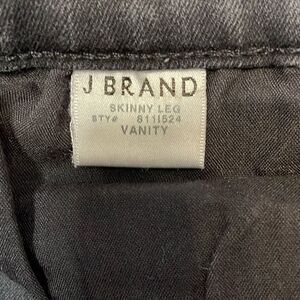 J BRAND
SKINNY LEG
STY# 811I524
VANITY